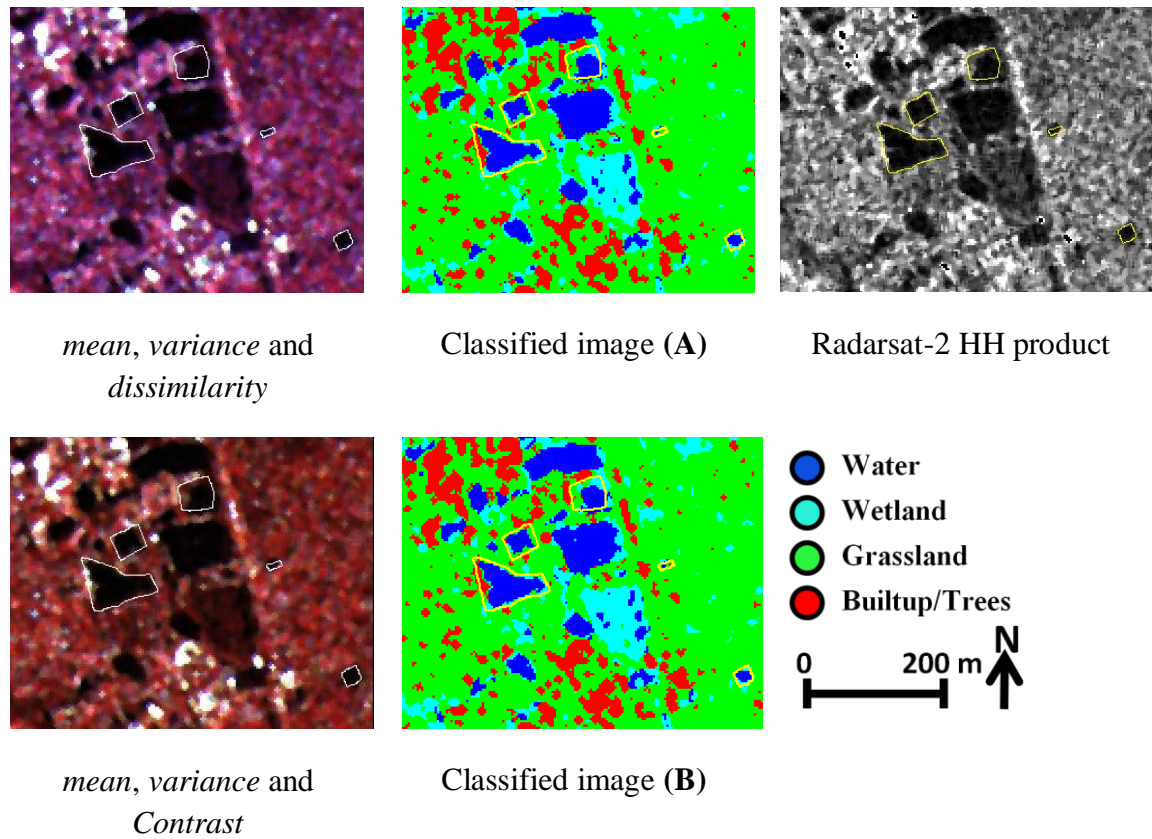 mean, variance and
dissimilarity
Classified image (A)
Radarsat-2 HH product
mean, variance and
Contrast
Classified image (B)
Water
Wetland
Grassland
Builtup/Trees
0 200 m N